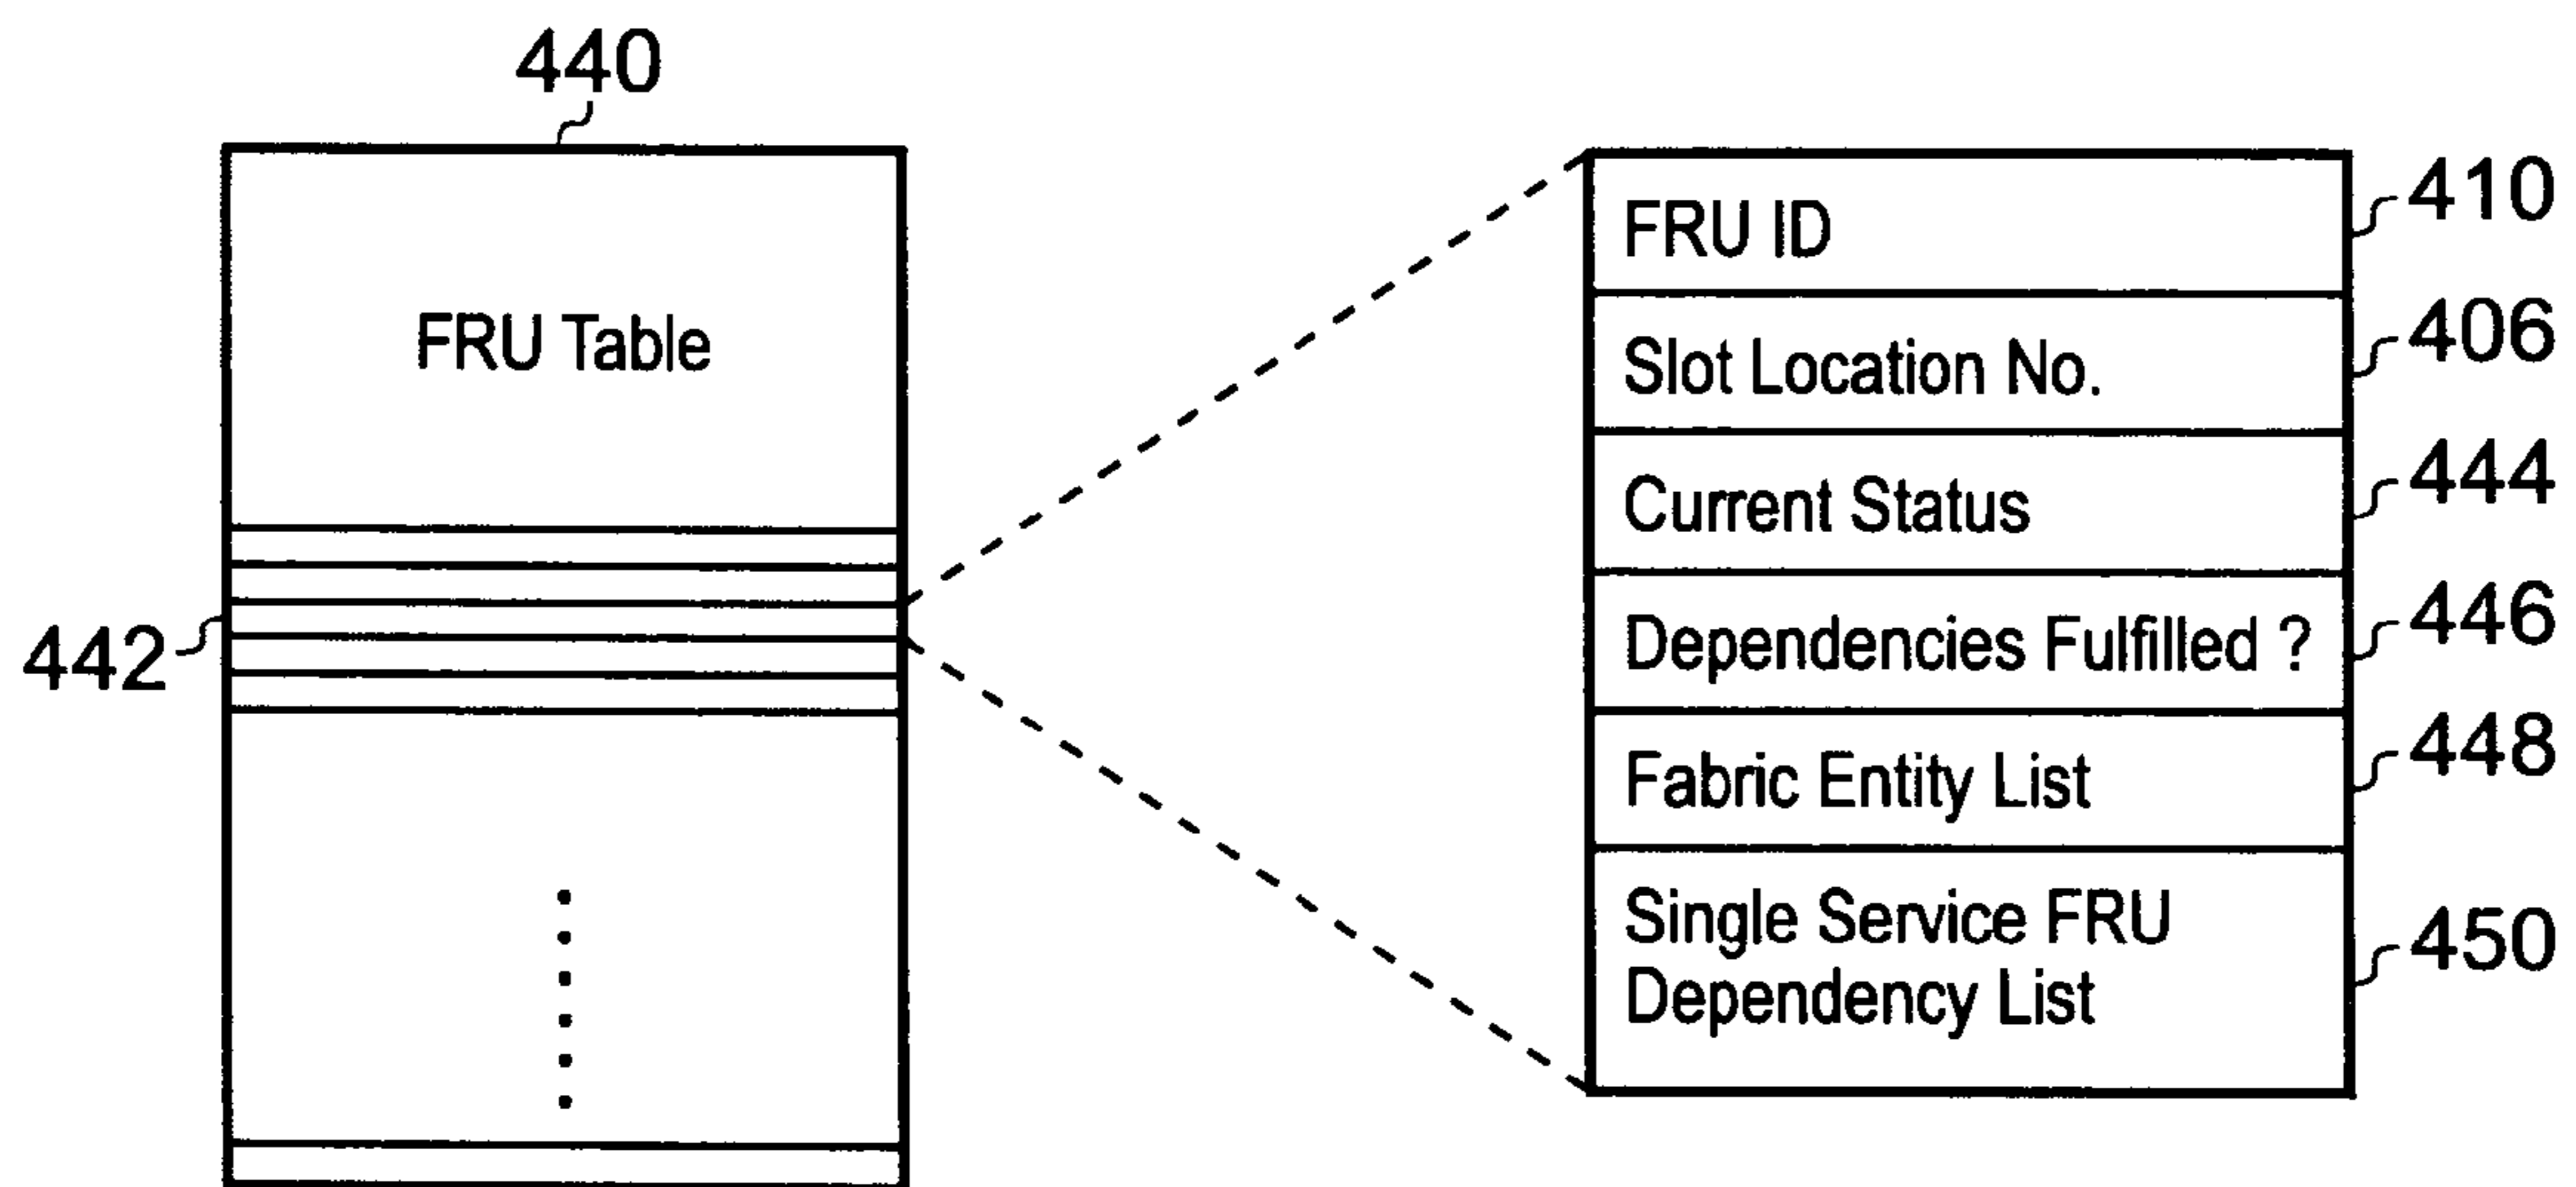 440
FRU Table
442
FRU ID
410
Slot Location No.
406
Current Status
444
Dependencies Fulfilled ?
446
Fabric Entity List
448
Single Service FRU
Dependency List
450